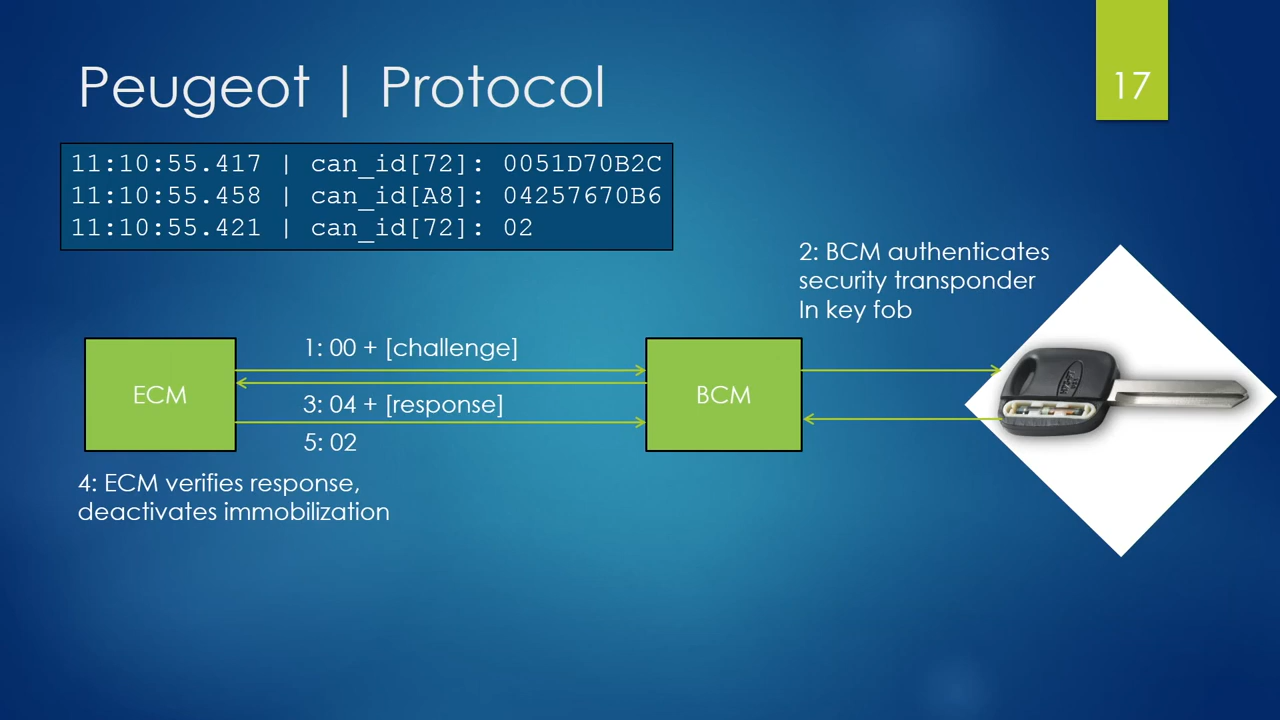 Peugeot | Protocol
17
11:10:55.417 | can_id[72]: 0051D70B2C
11:10:55.458 | can_id[A8]: 04257670B6
11:10:55.421 | can_id[72]: 02
2: BCM authenticates
security transponder
In key fob
1: 00 + [challenge]
ECM
BCM
3: 04 + [response]
5: 02
4: ECM verifies response,
deactivates immobilization